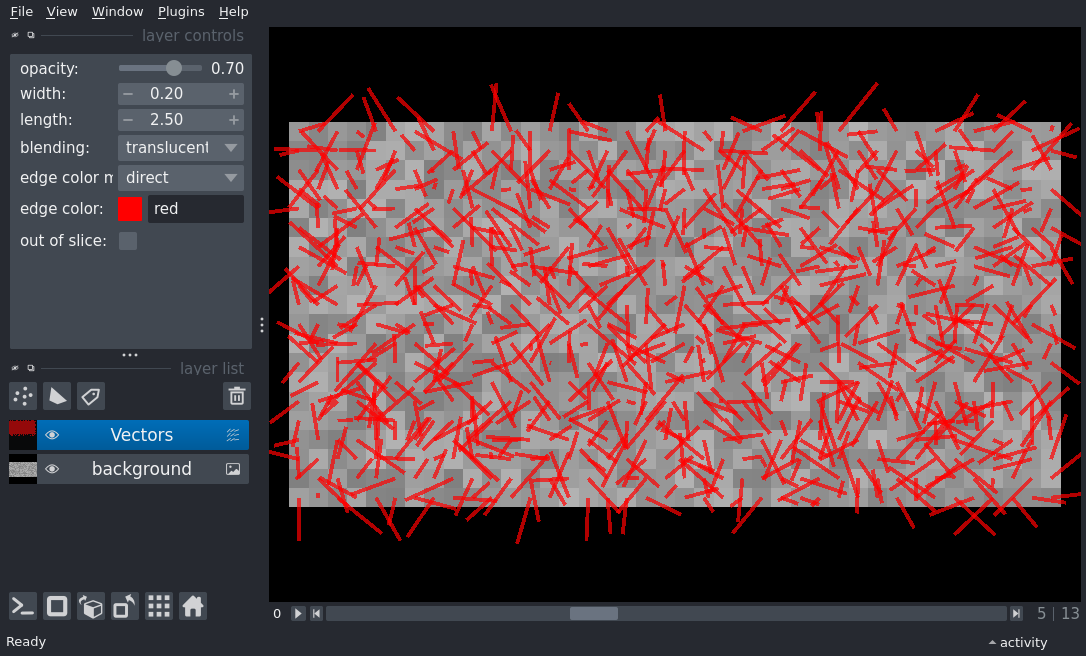 File View Window Plugins Help
layer controls
opacity: 0.70
width: 0.20
length: 2.50
blending: translucent
edge color m direct
edge color: red
out of slice:
layer list
Vectors
background
0 5 13
Ready activity